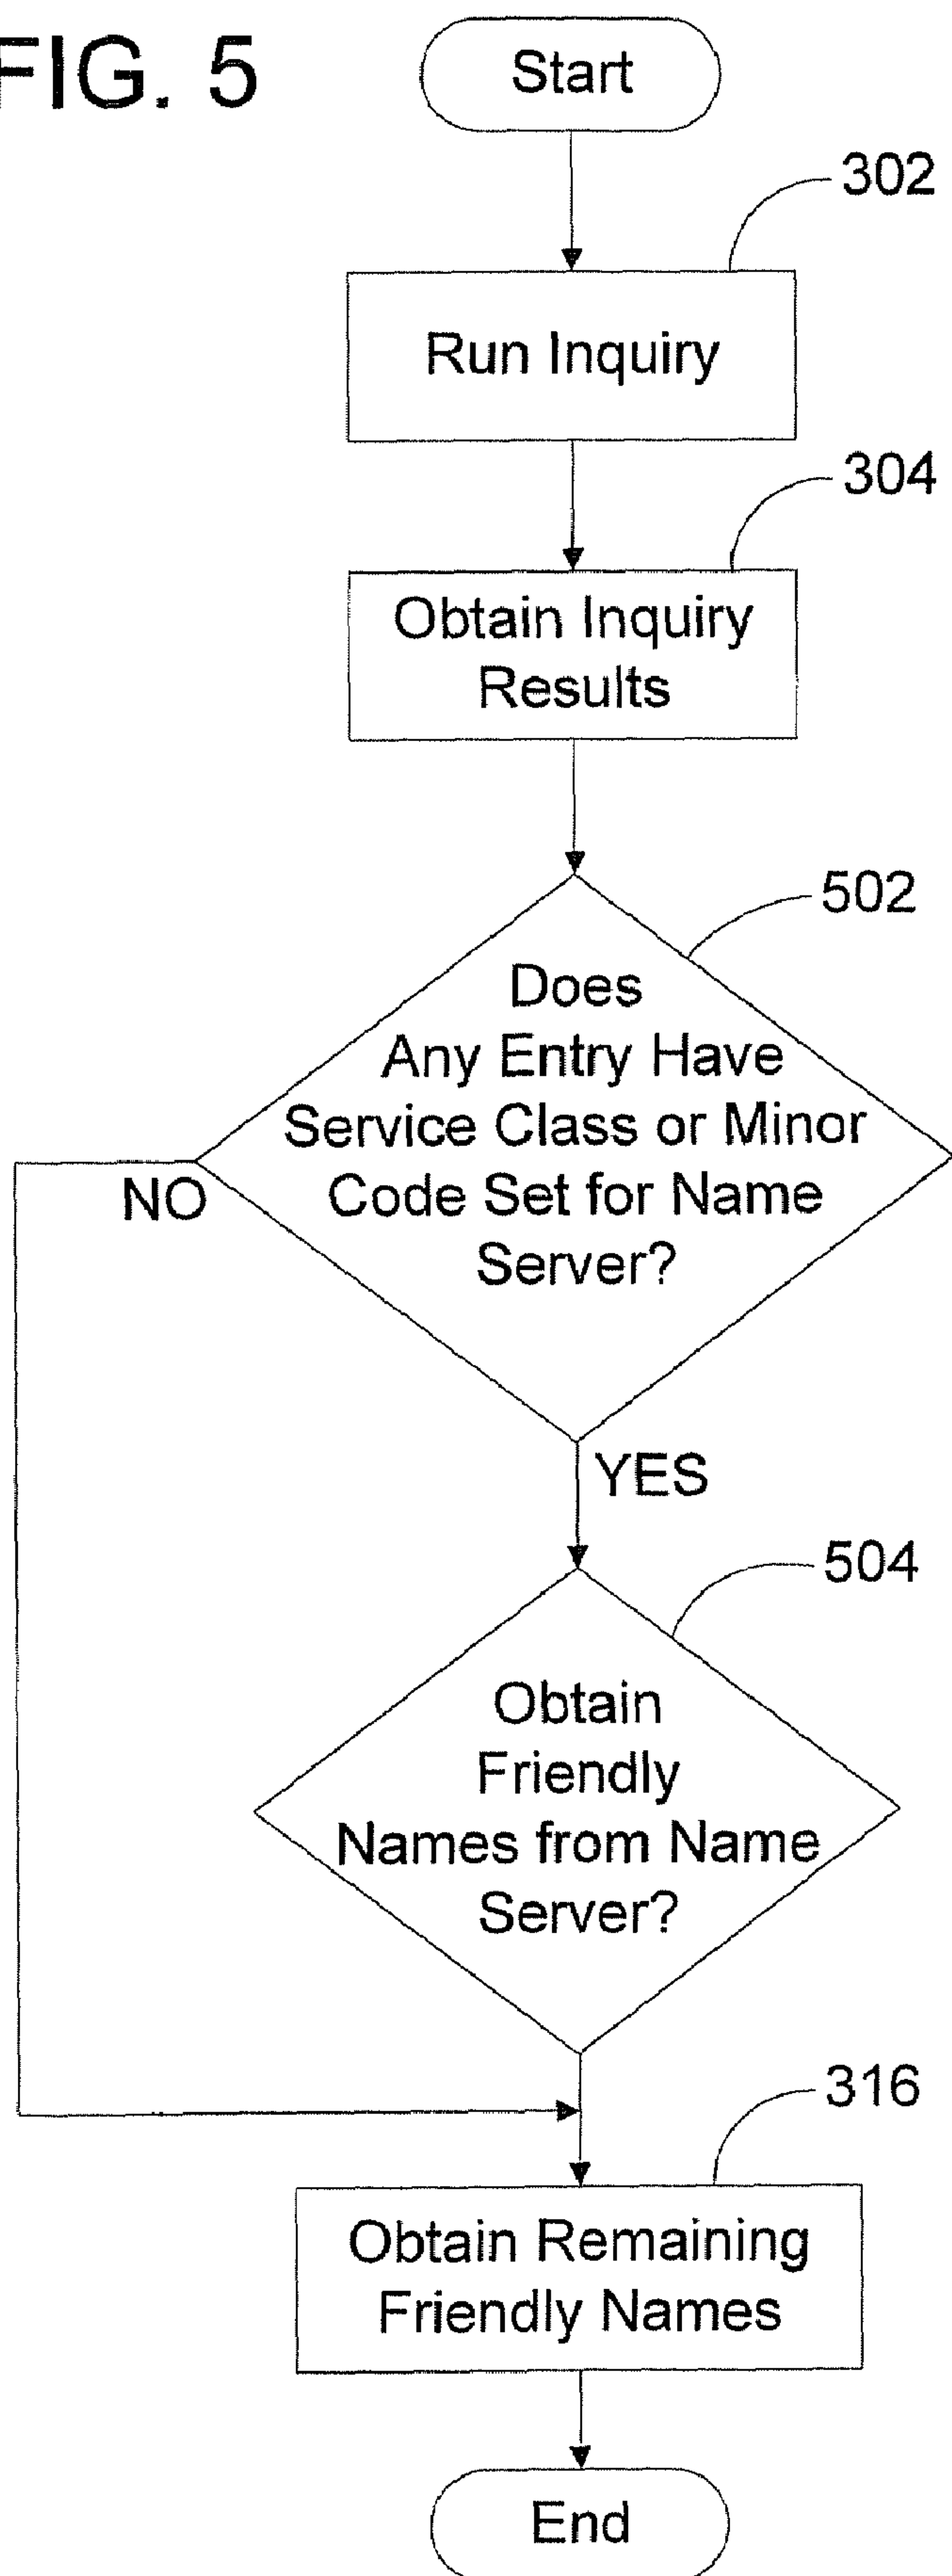 FIG. 5
Start
302
Run Inquiry
304
Obtain Inquiry
Results
502
Does
Any Entry Have
Service Class or Minor
Code Set for Name
Server?
NO
YES
504
Obtain
Friendly
Names from Name
Server?
316
Obtain Remaining
Friendly Names
End